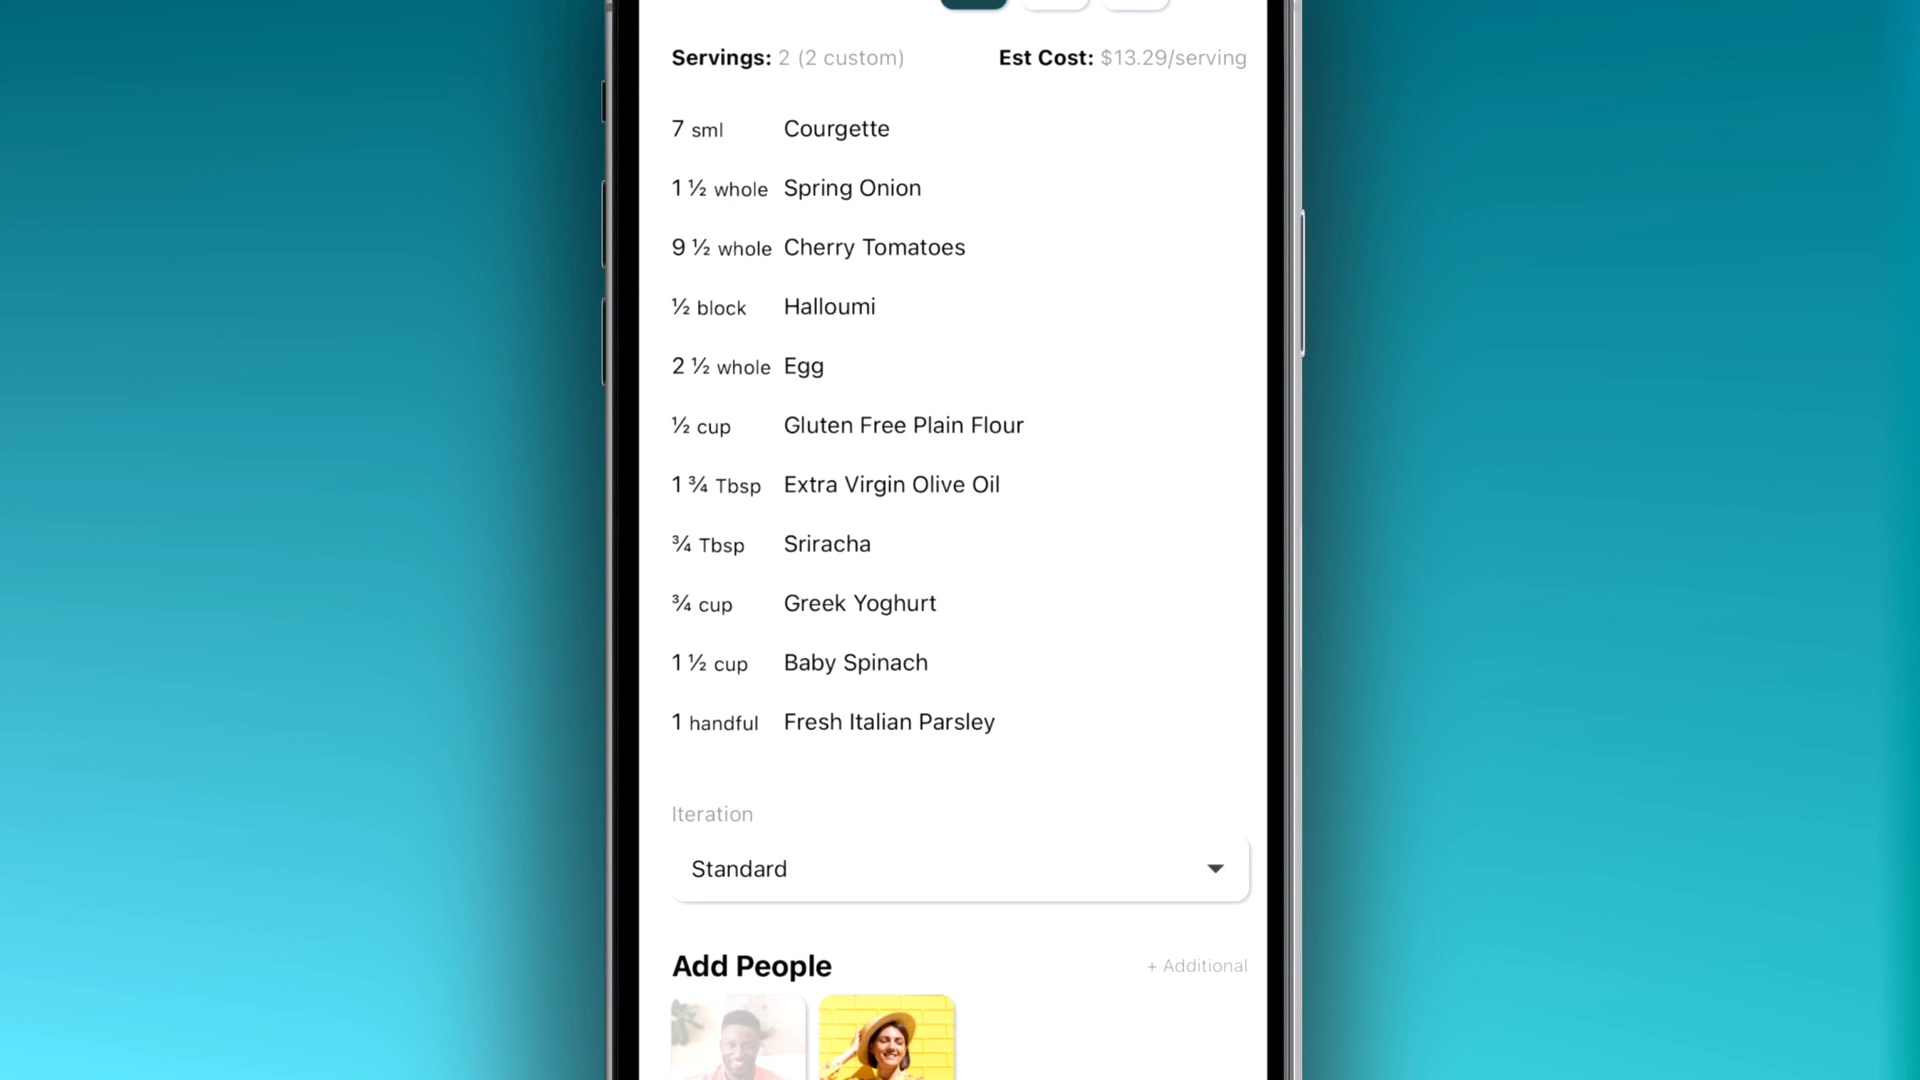 Servings: 2 (2 custom) Est Cost: $13.29/serving
7 sml Courgette
1 ½ whole Spring Onion
9 ½ whole Cherry Tomatoes
½ block Halloumi
2 ½ whole Egg
½ cup Gluten Free Plain Flour
1 ¾ Tbsp Extra Virgin Olive Oil
¾ Tbsp Sriracha
¾ cup Greek Yoghurt
1 ½ cup Baby Spinach
1 handful Fresh Italian Parsley
Iteration
Standard
Add People + Additional